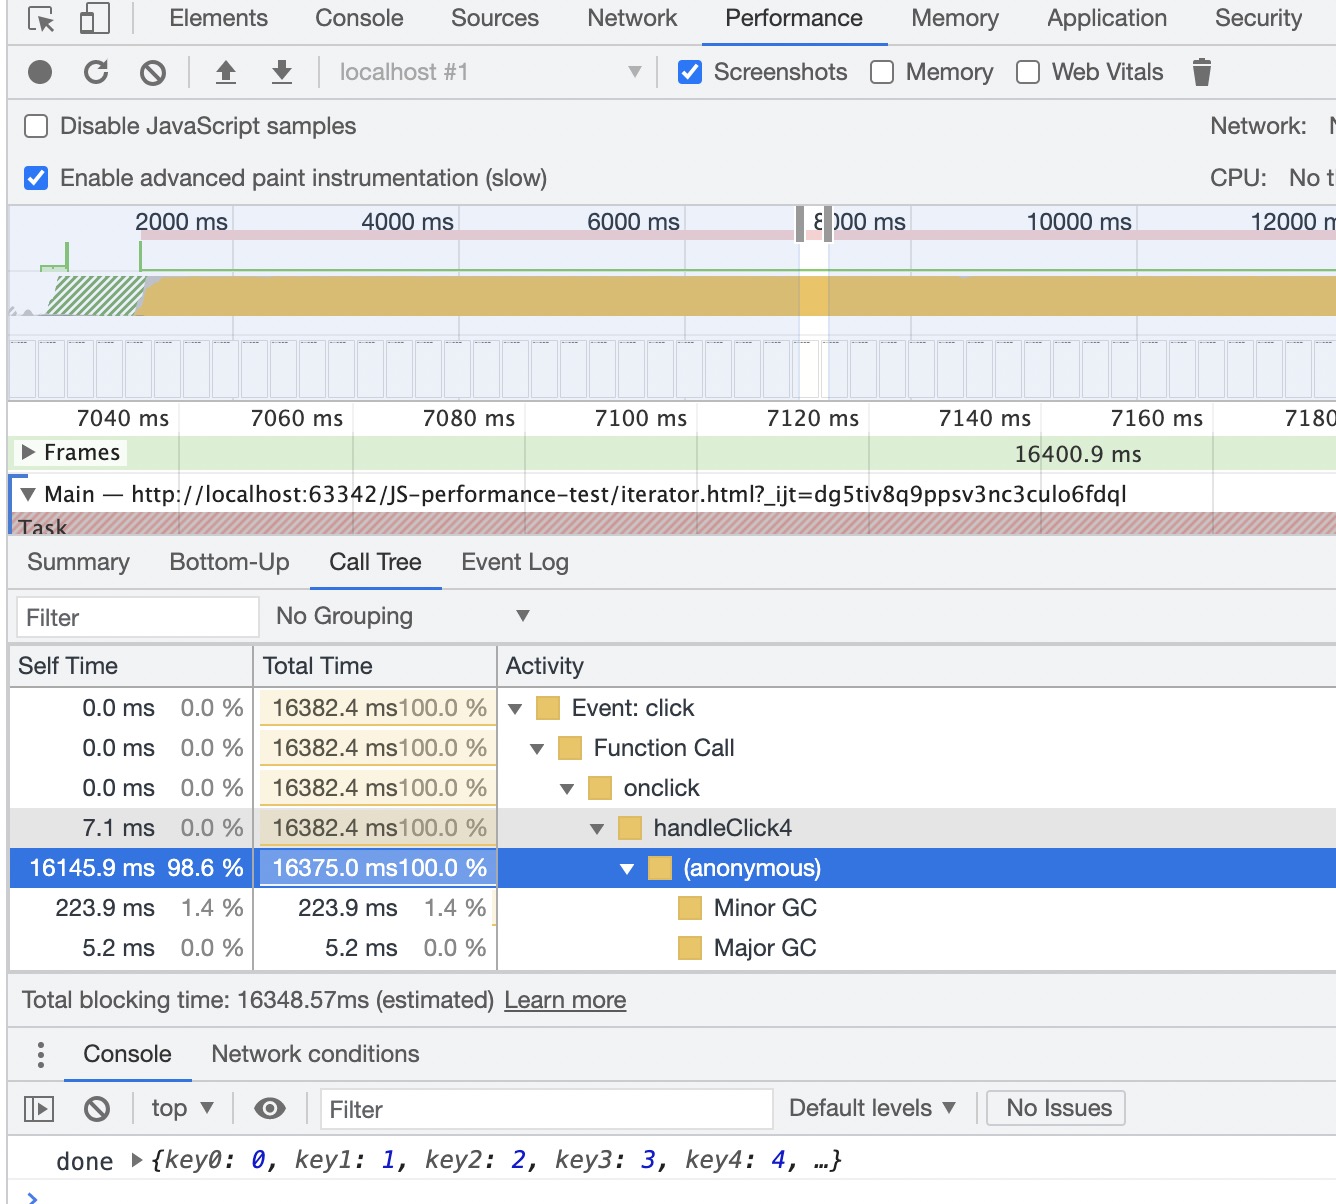 Elements Console Sources Network Performance Memory Application Security
localhost #1 Screenshots Memory Web Vitals
Disable JavaScript samples Network:
Enable advanced paint instrumentation (slow) CPU: No
2000 ms 4000 ms 6000 ms 8000 ms 10000 ms 12000
7040 ms 7060 ms 7080 ms 7100 ms 7120 ms 7140 ms 7160 ms 7180
Frames 16400.9 ms
Main — http://localhost:63342/JS-performance-test/iterator.html?_ijt=dg5tiv8q9ppsv3nc3culo6fdql
Task
Summary Bottom-Up Call Tree Event Log
Filter No Grouping
Self Time Total Time Activity
0.0 ms 0.0 % 16382.4 ms 100.0 % Event: click
0.0 ms 0.0 % 16382.4 ms 100.0 % Function Call
0.0 ms 0.0 % 16382.4 ms 100.0 % onclick
7.1 ms 0.0 % 16382.4 ms 100.0 % handleClick4
16145.9 ms 98.6 % 16375.0 ms 100.0 % (anonymous)
223.9 ms 1.4 % 223.9 ms 1.4 % Minor GC
5.2 ms 0.0 % 5.2 ms 0.0 % Major GC
Total blocking time: 16348.57ms (estimated) Learn more
Console Network conditions
top Filter Default levels No Issues
done {key0: 0, key1: 1, key2: 2, key3: 3, key4: 4, …}